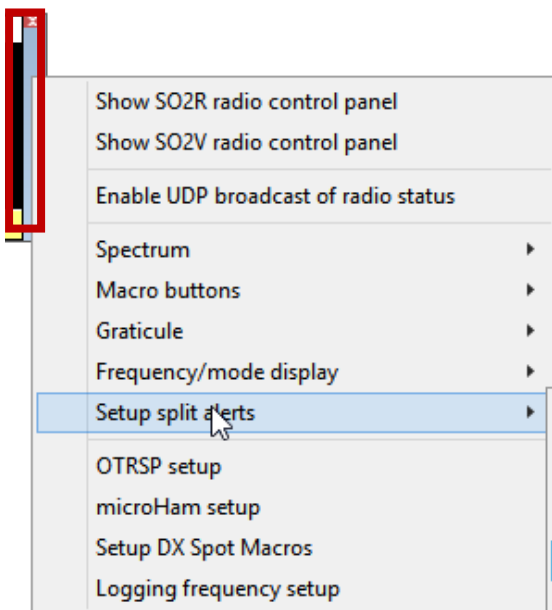 Show SO2R radio control panel
Show SO2V radio control panel
Enable UDP broadcast of radio status
Spectrum
Macro buttons
Graticule
Frequency/mode display
Setup split alerts
OTRSP setup
microHam setup
Setup DX Spot Macros
Logging frequency setup